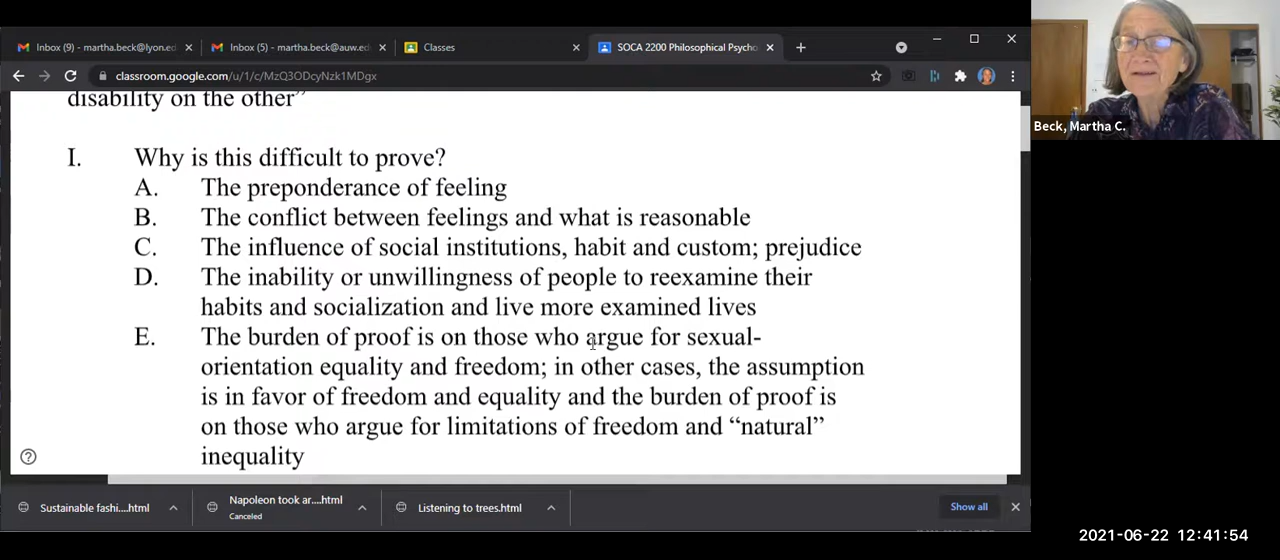 Inbox (9) - martha.beck@lyon.ed
Inbox (5) - martha.beck@auw.ed
Classes
SOCA 2200 Philosophical Psycho
classroom.google.com/u/1/c/MzQ3ODcyNzk1MDgx
disability on the other"
I. Why is this difficult to prove?
A. The preponderance of feeling
B. The conflict between feelings and what is reasonable
C. The influence of social institutions, habit and custom; prejudice
D. The inability or unwillingness of people to reexamine their
habits and socialization and live more examined lives
E. The burden of proof is on those who argue for sexual-
orientation equality and freedom; in other cases, the assumption
is in favor of freedom and equality and the burden of proof is
on those who argue for limitations of freedom and “natural”
inequality
Sustainable fashi....html
Napoleon took ar....html
Canceled
Listening to trees.html
Show all
Beck, Martha C.
2021-06-22 12:41:54